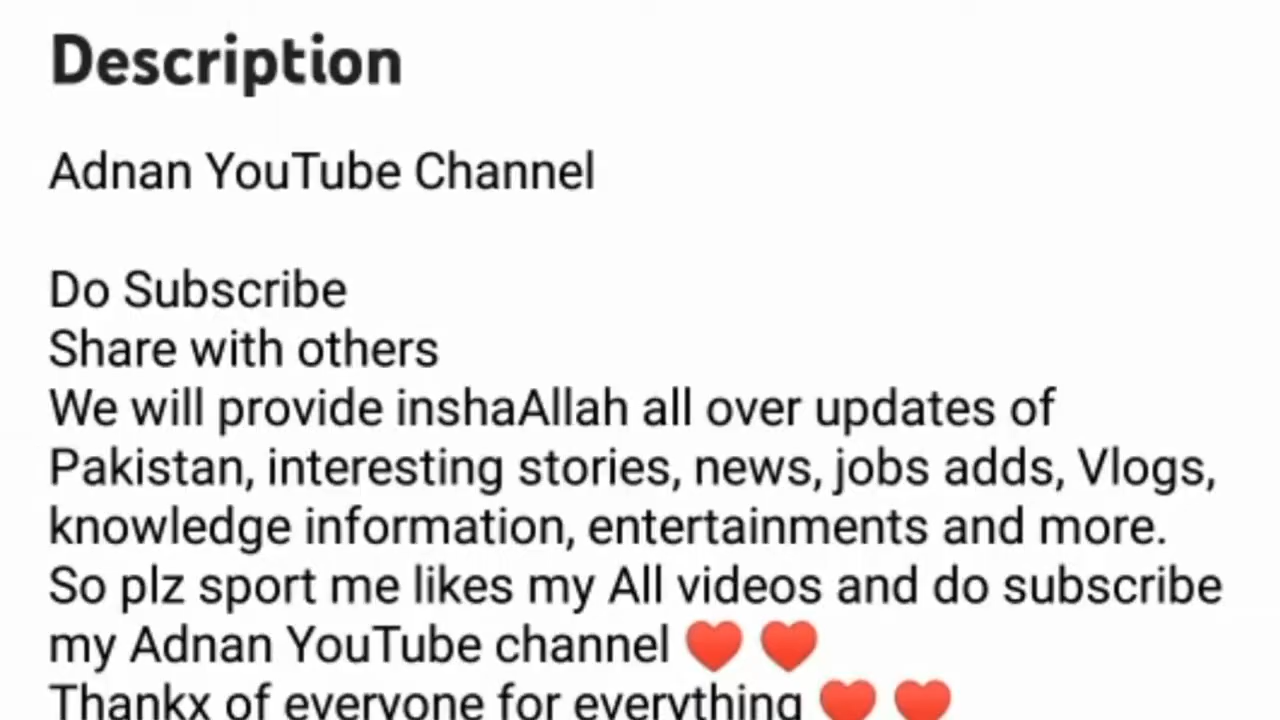 Description
Adnan YouTube Channel
Do Subscribe
Share with others
We will provide inshaAllah all over updates of
Pakistan, interesting stories, news, jobs adds, Vlogs,
knowledge information, entertainments and more.
So plz sport me likes my All videos and do subscribe
my Adnan YouTube channel ♥️ ♥️
Thankx of everyone for everything ♥️ ♥️